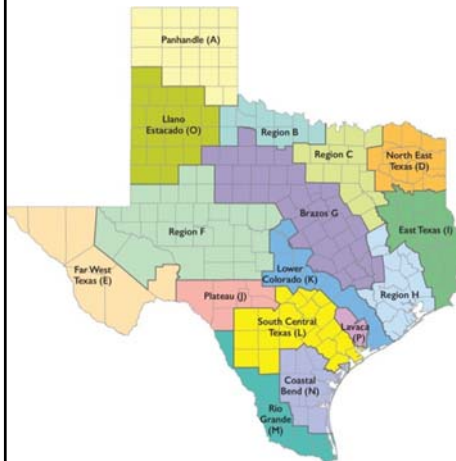 Panhandle (A)
Llano
Estacado (O)
Region B
Region C
North East
Texas (D)
Brazos G
East Texas (I)
Region F
Far West
Texas (E)
Lower
Colorado (K)
Region H
Plateau (J)
South Central
Texas (L)
Lavaca
(P)
Coastal
Bend (N)
Rio
Grande
(M)